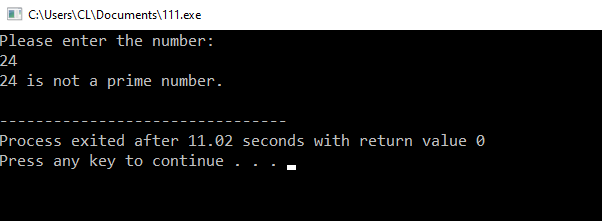 C:\Users\CL\Documents\111.exe
Please enter the number:
24
24 is not a prime number.
--------------------------------
Process exited after 11.02 seconds with return value 0
Press any key to continue . . .